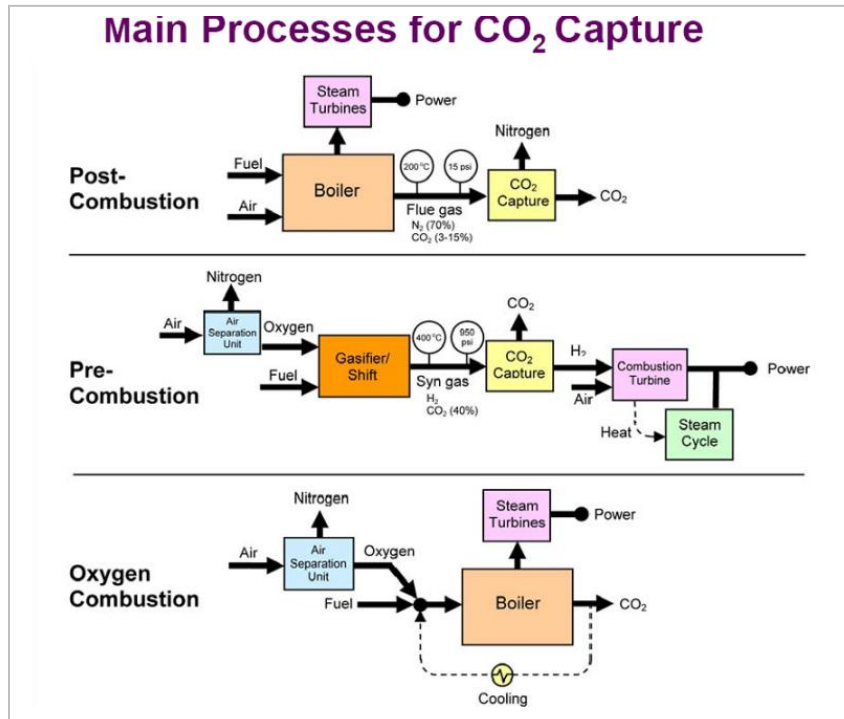 Main Processes for CO₂ Capture
Steam
Turbines
Power
Nitrogen
Post-
Combustion
Fuel
Air
Boiler
200°C
15 psi
Flue gas
N₂ (70%)
CO₂ (3-15%)
CO₂
Capture
CO₂
Nitrogen
Air
Air
Separation
Unit
Oxygen
Pre-
Combustion
Fuel
Gasifier/
Shift
400°C
950
psi
Syn gas
H₂
CO₂ (40%)
CO₂
CO₂
Capture
H₂
Air
Combustion
Turbine
Power
Heat
Steam
Cycle
Nitrogen
Steam
Turbines
Power
Oxygen
Combustion
Air
Air
Separation
Unit
Oxygen
Fuel
Boiler
CO₂
Cooling